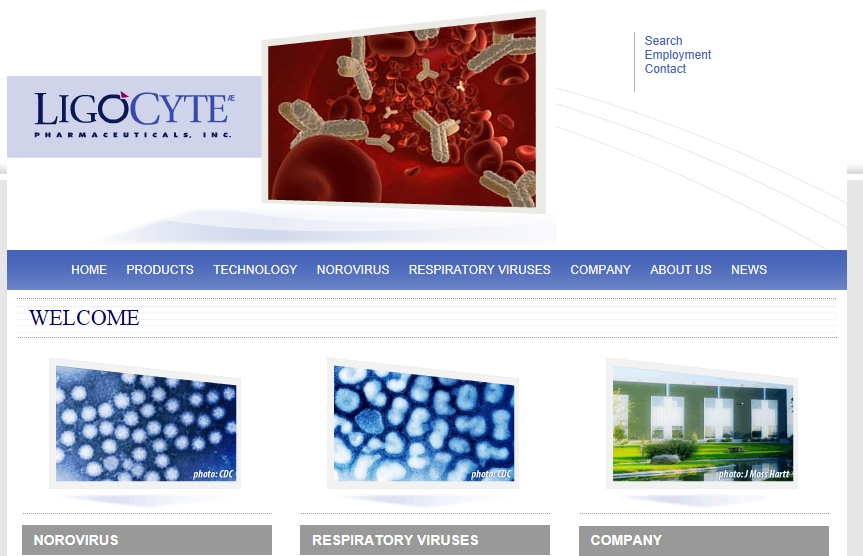 Search
Employment
Contact
LIGOCYTE Æ
PHARMACEUTICALS, INC.
HOME PRODUCTS TECHNOLOGY NOROVIRUS RESPIRATORY VIRUSES COMPANY ABOUT US NEWS
WELCOME
photo: CDC
photo: CDC
photo: J Moss Hartt
NOROVIRUS
RESPIRATORY VIRUSES
COMPANY